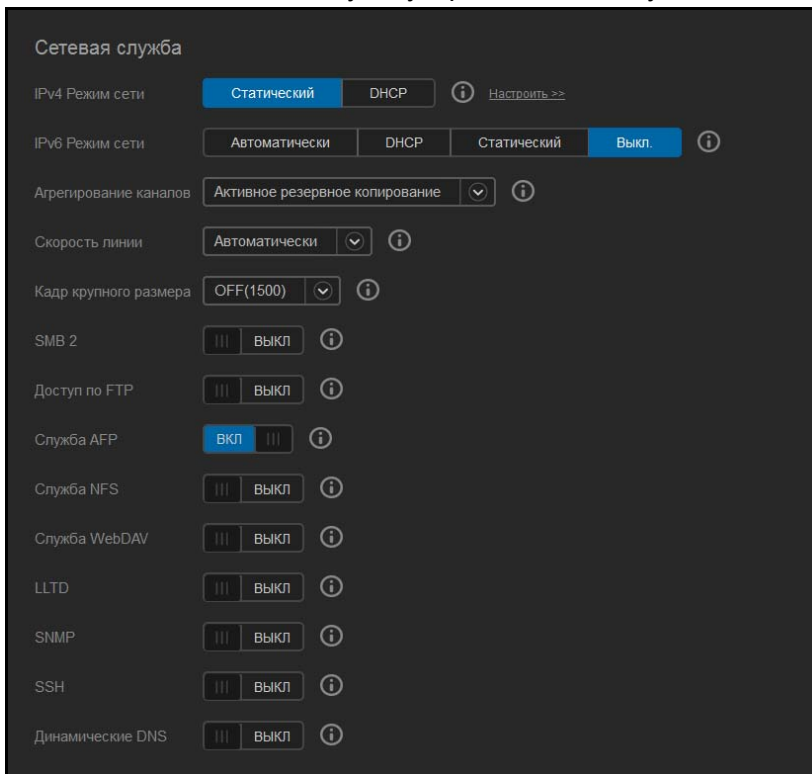 Сетевая служба
IPv4 Режим сети Статический DHCP Настроить >>
IPv6 Режим сети Автоматически DHCP Статический Выкл.
Агрегирование каналов Активное резервное копирование
Скорость линии Автоматически
Кадр крупного размера OFF(1500)
SMB 2 ВЫКЛ
Доступ по FTP ВЫКЛ
Служба AFP ВКЛ
Служба NFS ВЫКЛ
Служба WebDAV ВЫКЛ
LLTD ВЫКЛ
SNMP ВЫКЛ
SSH ВЫКЛ
Динамические DNS ВЫКЛ